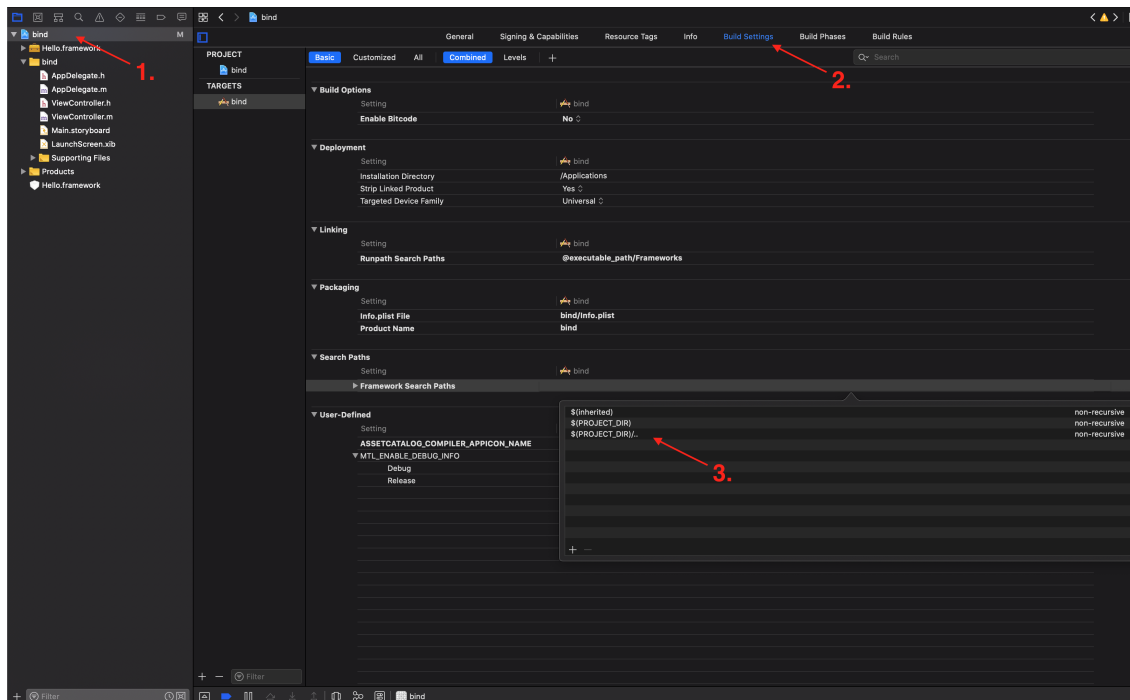 bind
bind M
Hello.framework
1.
bind
AppDelegate.h
AppDelegate.m
ViewController.h
ViewController.m
Main.storyboard
LaunchScreen.xib
Supporting Files
Products
Hello.framework
Filter
General Signing & Capabilities Resource Tags Info Build Settings Build Phases Build Rules
2.
PROJECT
bind
TARGETS
bind
Filter
Basic Customized All Combined Levels + Search
Build Options
Setting bind
Enable Bitcode No
Deployment
Setting bind
Installation Directory /Applications
Strip Linked Product Yes
Targeted Device Family Universal
Linking
Setting bind
Runpath Search Paths @executable_path/Frameworks
Packaging
Setting bind
Info.plist File bind/Info.plist
Product Name bind
Search Paths
Setting bind
Framework Search Paths
User-Defined
Setting
ASSETCATALOG_COMPILER_APPICON_NAME
MTL_ENABLE_DEBUG_INFO
Debug
Release
$(inherited) non-recursive
$(PROJECT_DIR) non-recursive
$(PROJECT_DIR)/.. non-recursive
3.
bind